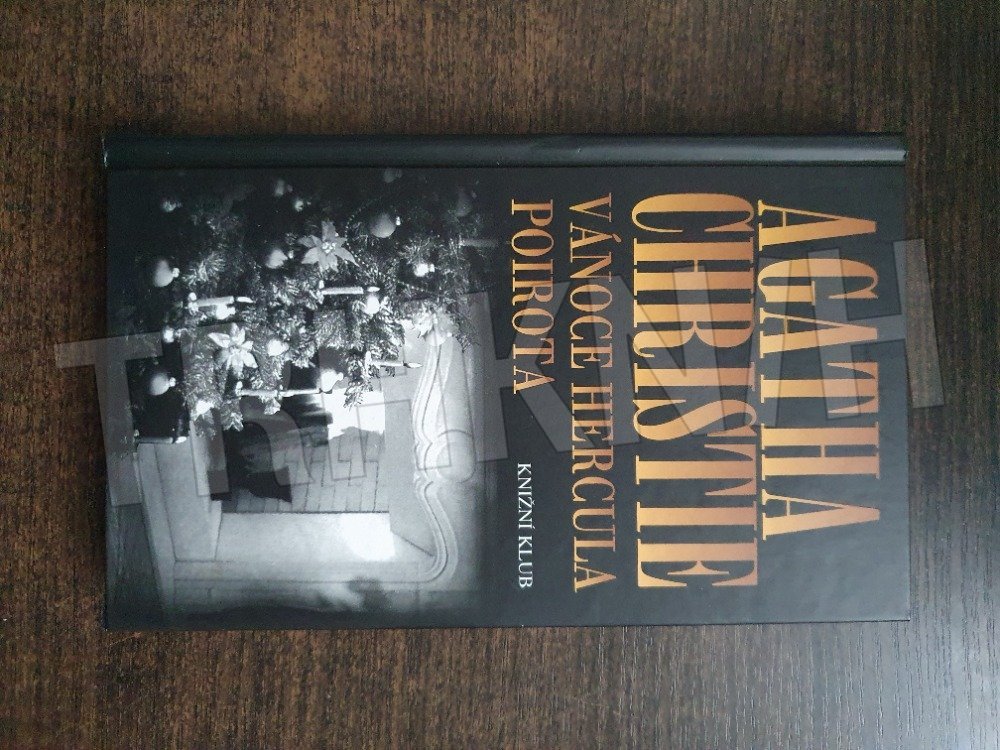 AGATHA
CHRISTIE
VÁNOCE HERCULA
POIROTA
KNIŽNÍ KLUB